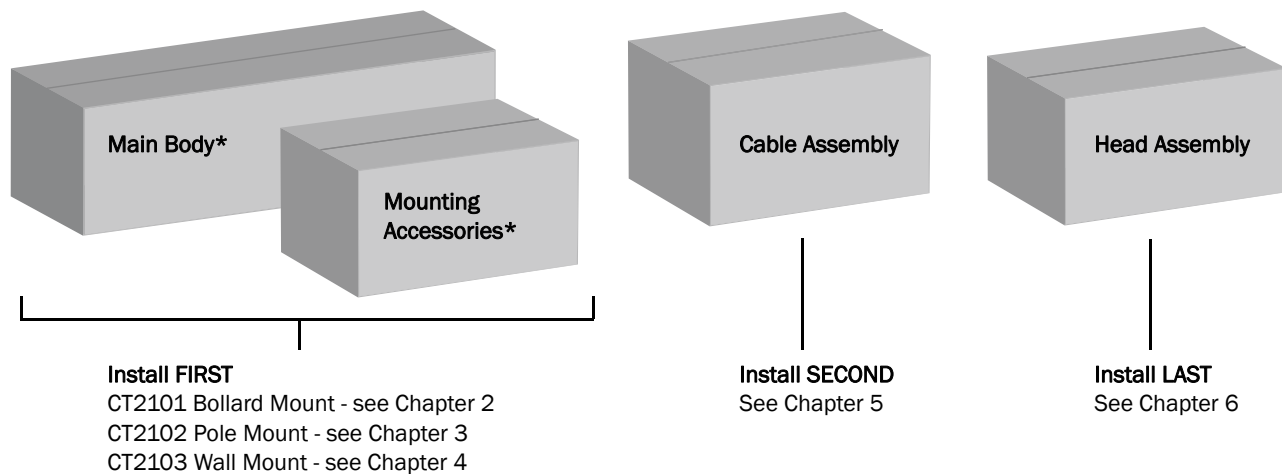 Main Body*
Mounting
Accessories*
Cable Assembly
Head Assembly
Install FIRST
CT2101 Bollard Mount - see Chapter 2
CT2102 Pole Mount - see Chapter 3
CT2103 Wall Mount - see Chapter 4
Install SECOND
See Chapter 5
Install LAST
See Chapter 6